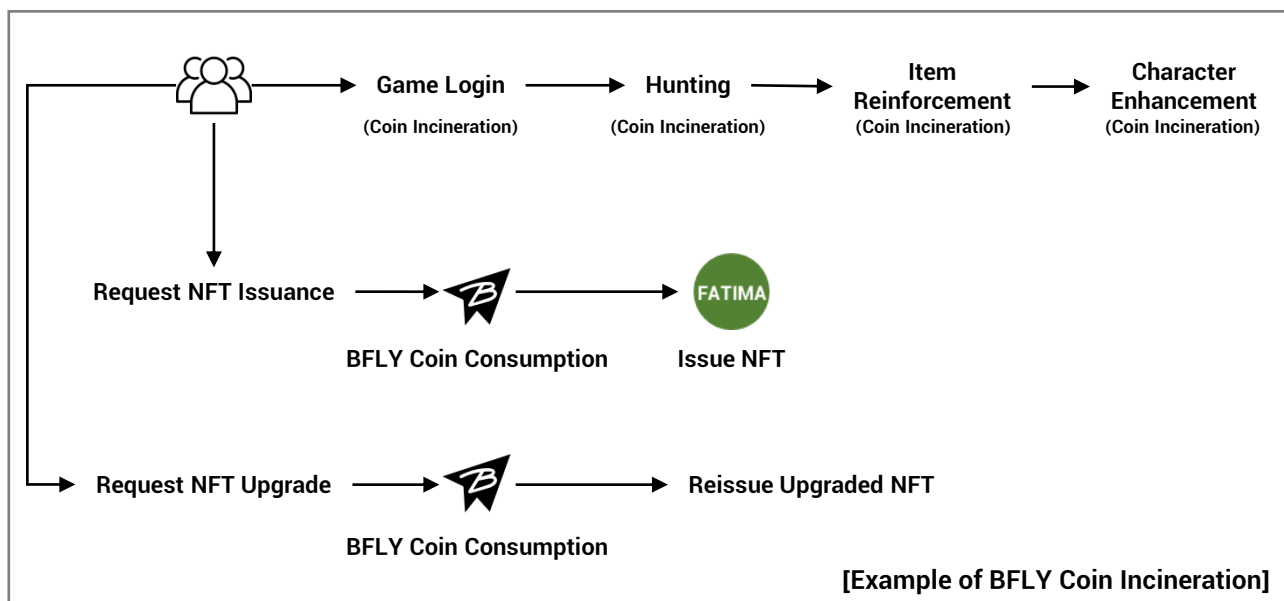 Game Login
(Coin Incineration)
Hunting
(Coin Incineration)
Item
Reinforcement
(Coin Incineration)
Character
Enhancement
(Coin Incineration)
Request NFT Issuance
B
BFLY Coin Consumption
FATIMA
Issue NFT
Request NFT Upgrade
B
BFLY Coin Consumption
Reissue Upgraded NFT
[Example of BFLY Coin Incineration]